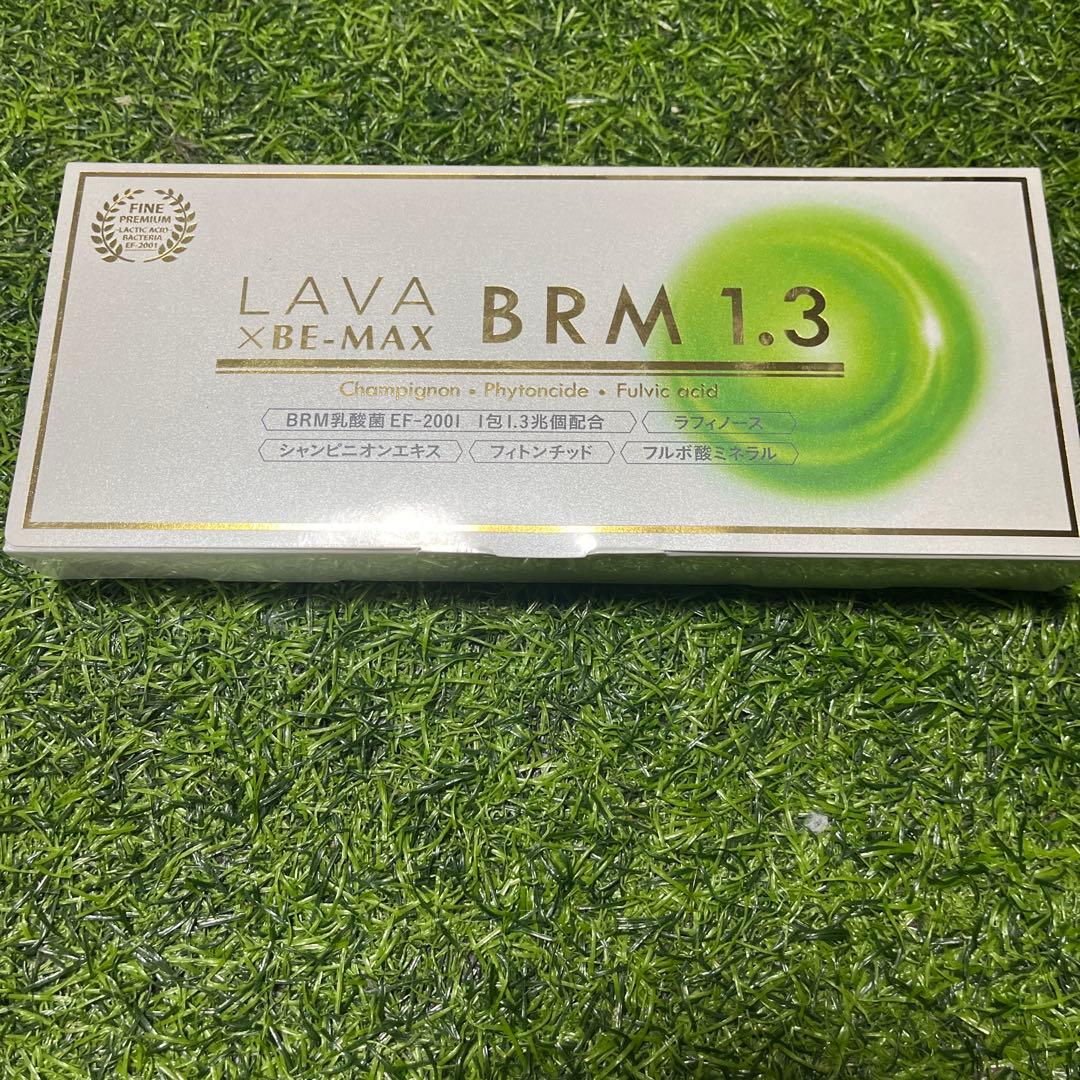 FINE
PREMIUM
-LACTIC ACID-
BACTERIA
EF-2001
LAVA
×BE-MAX
BRM 1.3
Champignon • Phytoncide • Fulvic acid
BRM乳酸菌 EF-2001 1包1.3兆個配合
ラフィノース
シャンピニオンエキス
フィトンチッド
フルボ酸ミネラル